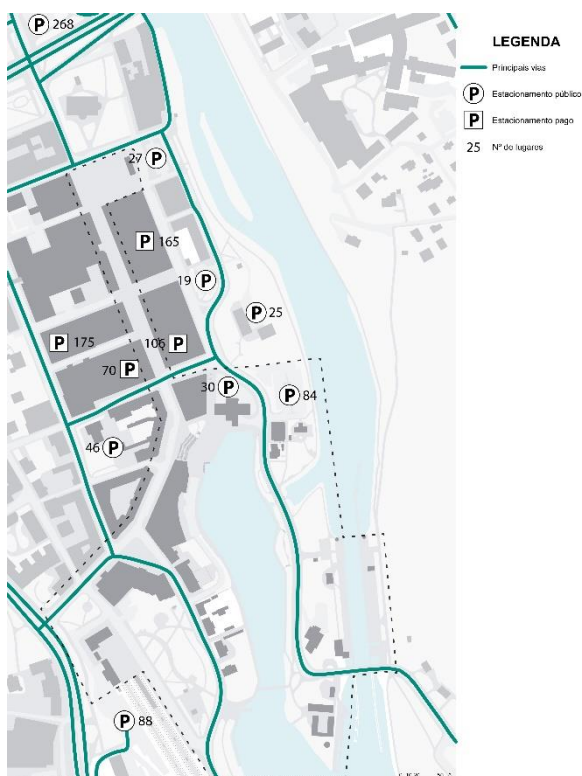 P 268
27 P
P 165
19 P
P 25
P 175
106 P
70 P
30 P
P 84
46 P
P 88
LEGENDA
Principais vias
P Estacionamento público
P Estacionamento pago
25 Nº de lugares